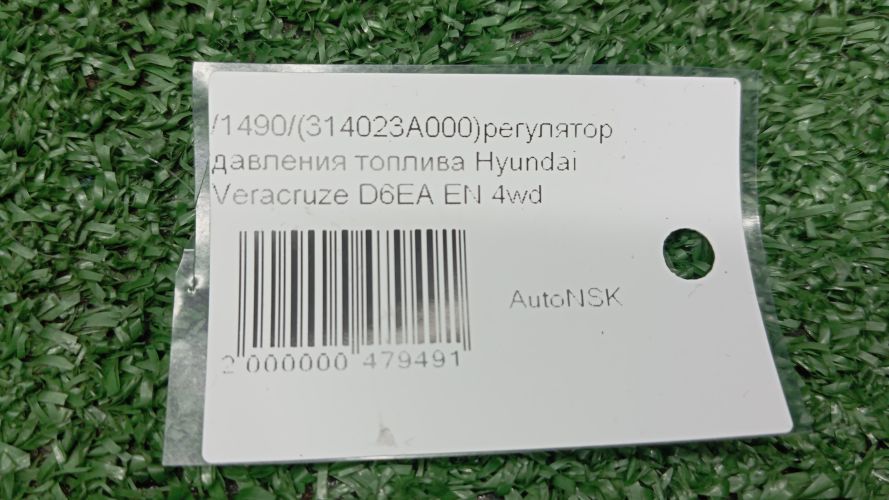 /1490/(314023A000)регулятор
давления топлива Hyundai
Veracruze D6EA EN 4wd
AutoNSK
2 000000 479491